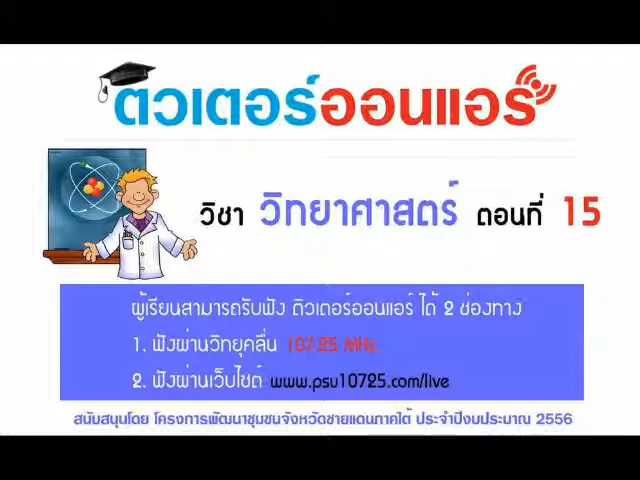 ติวเตอร์ออนแอร์
วิชา วิทยาศาสตร์ ตอนที่ 15
ผู้เรียนสามารถรับฟัง ติวเตอร์ออนแอร์ ได้ 2 ช่องทาง
1. ฟังผ่านวิทยุคลื่น 107.25 MHz
2. ฟังผ่านเว็บไซต์ www.psu10725.com/live
สนับสนุนโดย โครงการพัฒนาชุมชนจังหวัดชายแดนภาคใต้ ประจำปีงบประมาณ 2556